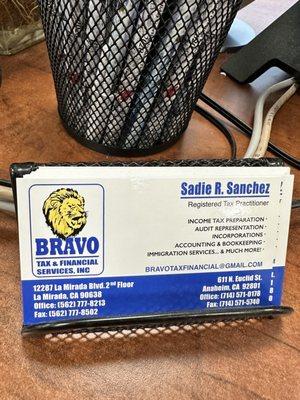 BRAVO
TAX & FINANCIAL
SERVICES, INC
Sadie R. Sanchez
Registered Tax Practitioner
INCOME TAX PREPARATION·
AUDIT REPRESENTATION·
INCORPORATIONS·
ACCOUNTING & BOOKKEEPING·
IMMIGRATION SERVICES... & MUCH MORE!
BRAVOTAXFINANCIAL@GMAIL.COM
12287 La Mirada Blvd. 2nd Floor
La Mirada, CA 90638
Office: (562) 777-8213
Fax: (562) 777-8502
611 N. Euclid St.
Anaheim, CA 92801
Office: (714) 571-0178
Fax: (714) 571-5740